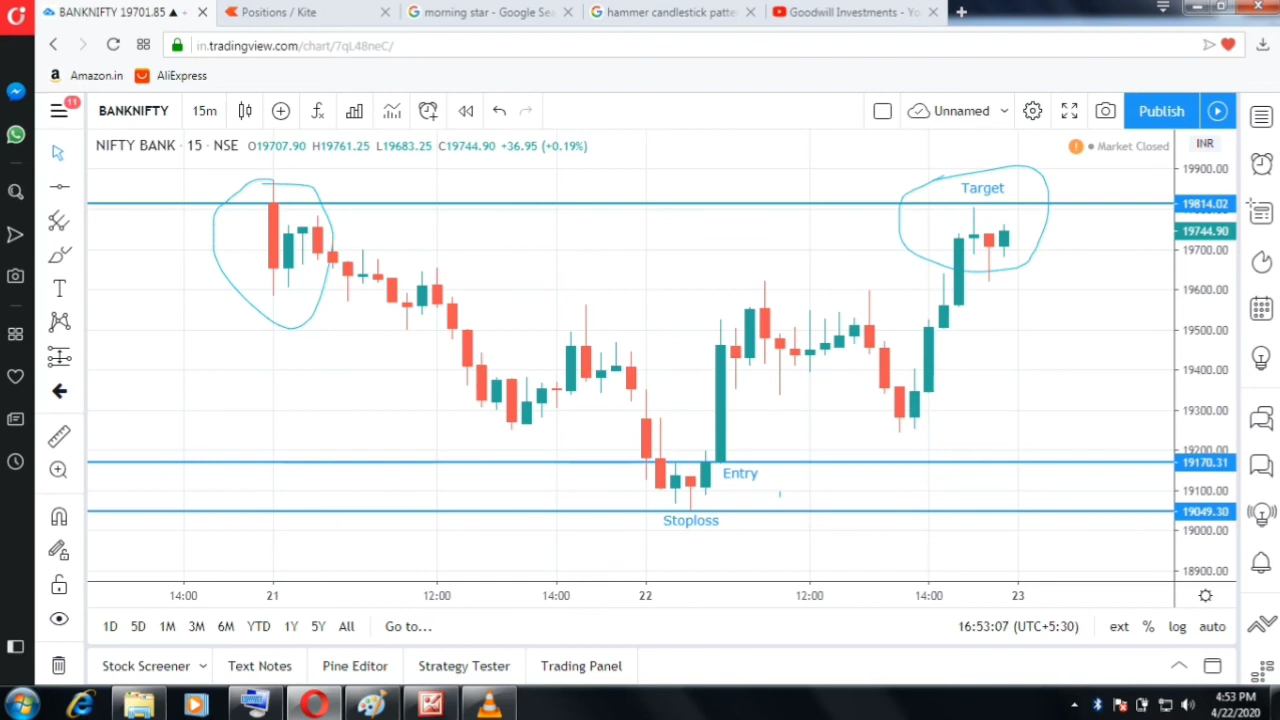 BANKNIFTY 19701.85 ▲ +
Positions / Kite
morning star - Google Sea
hammer candlestick patte
Goodwill Investments - Yo
in.tradingview.com/chart/7qL48neC/
Amazon.in
AliExpress
11
BANKNIFTY 15m
Unnamed
Publish
NIFTY BANK · 15 · NSE O19707.90 H19761.25 L19683.25 C19744.90 +36.95 (+0.19%)
Market Closed
INR
19900.00
Target
19814.02
19744.90
19700.00
19600.00
19500.00
19400.00
19300.00
19200.00
19170.31
Entry
19100.00
19049.30
Stoploss
19000.00
18900.00
14:00 21 12:00 14:00 22 12:00 14:00 23
1D 5D 1M 3M 6M YTD 1Y 5Y All Go to...
16:53:07 (UTC+5:30) ext % log auto
Stock Screener Text Notes Pine Editor Strategy Tester Trading Panel
4:53 PM
4/22/2020